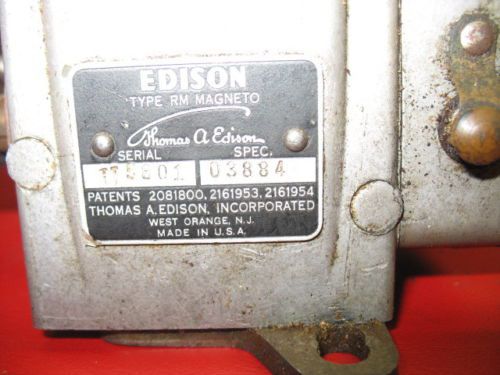 EDISON
TYPE RM MAGNETO
Thomas A Edison
SERIAL SPEC.
03884
PATENTS 2081800, 2161953, 2161954
THOMAS A. EDISON, INCORPORATED
WEST ORANGE, N.J.
MADE IN U.S.A.